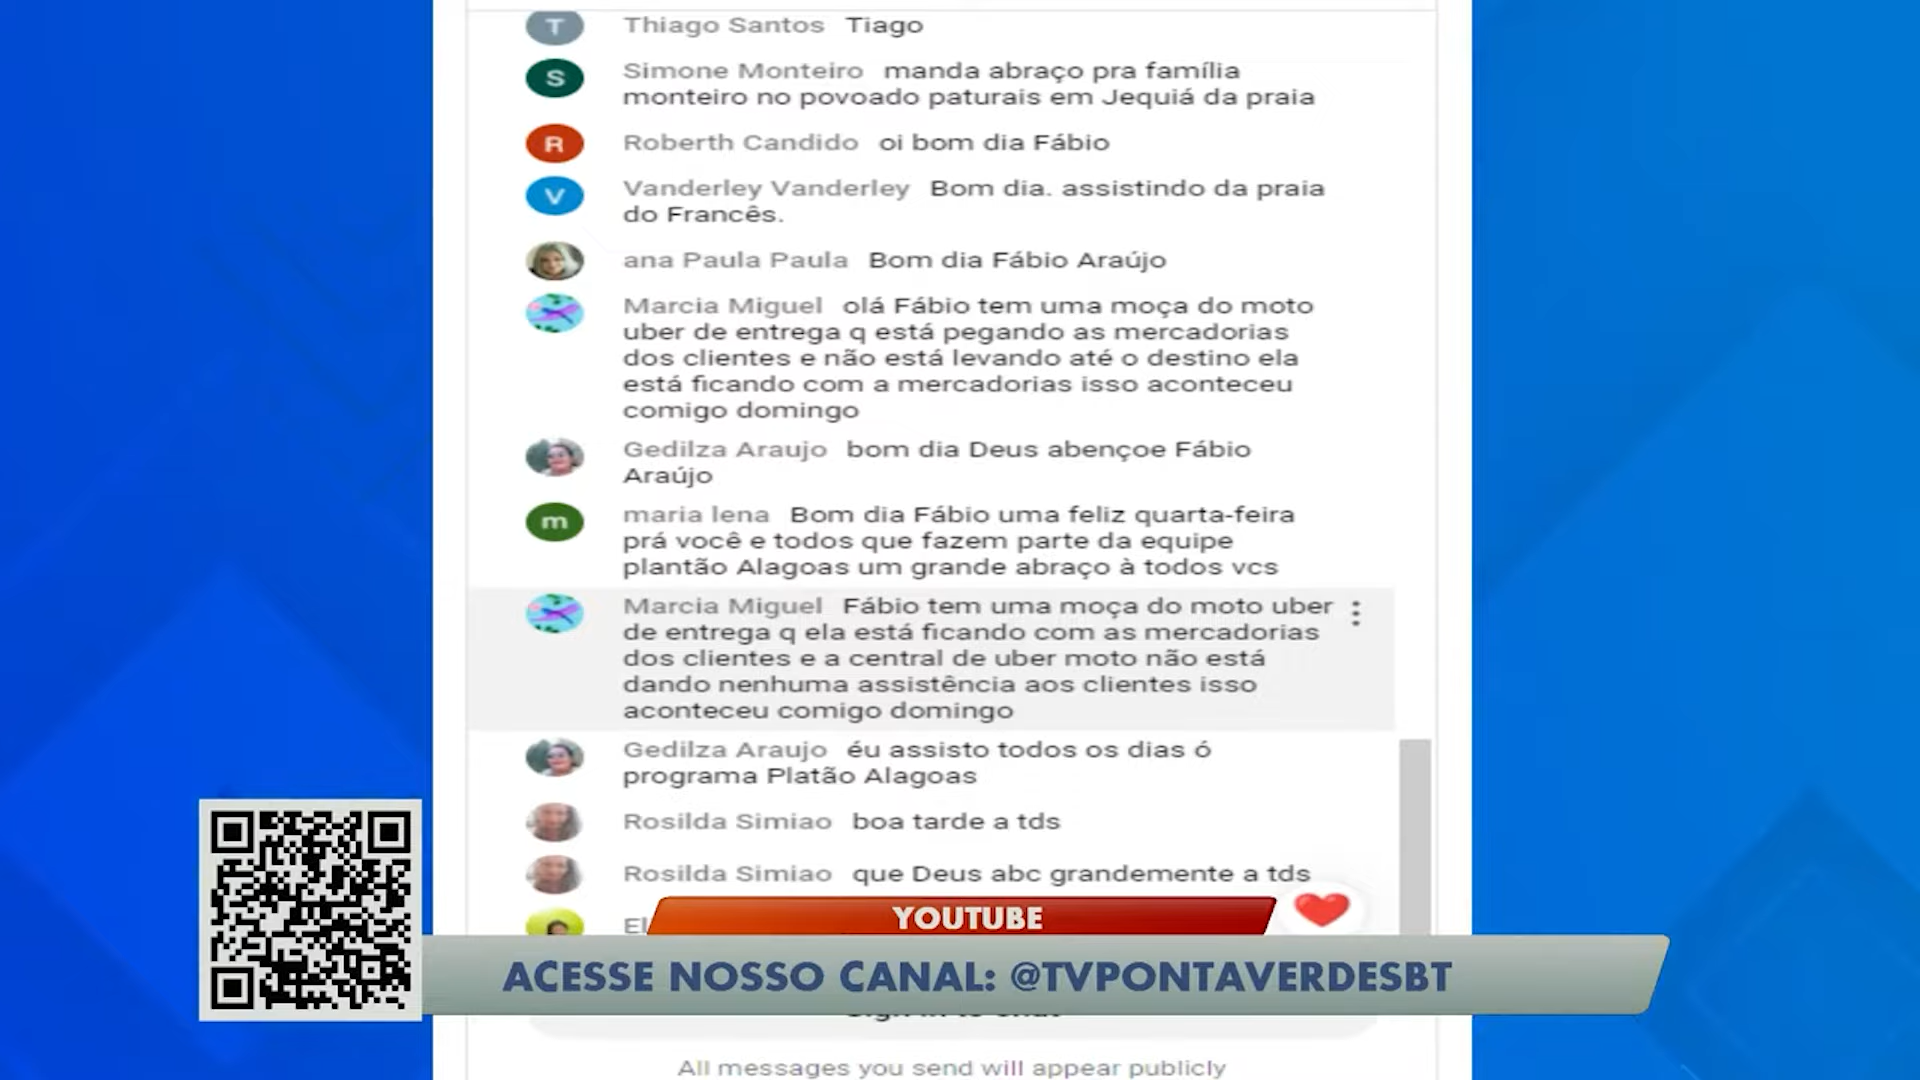 T
Thiago Santos Tiago
S
Simone Monteiro manda abraço pra família
monteiro no povoado paturais em Jequiá da praia
R
Roberth Candido oi bom dia Fábio
V
Vanderley Vanderley Bom dia. assistindo da praia
do Francês.
ana Paula Paula Bom dia Fábio Araújo
Marcia Miguel olá Fábio tem uma moça do moto
uber de entrega q está pegando as mercadorias
dos clientes e não está levando até o destino ela
está ficando com a mercadorias isso aconteceu
comigo domingo
Gedilza Araujo bom dia Deus abençoe Fábio
Araújo
m
maria lena Bom dia Fábio uma feliz quarta-feira
prá você e todos que fazem parte da equipe
plantão Alagoas um grande abraço à todos vcs
Marcia Miguel Fábio tem uma moça do moto uber
de entrega q ela está ficando com as mercadorias
dos clientes e a central de uber moto não está
dando nenhuma assistência aos clientes isso
aconteceu comigo domingo
Gedilza Araujo éu assisto todos os dias ó
programa Platão Alagoas
Rosilda Simiao boa tarde a tds
Rosilda Simiao que Deus abc grandemente a tds
YOUTUBE
ACESSE NOSSO CANAL: @TVPONTAVERDESBT
All messages you send will appear publicly